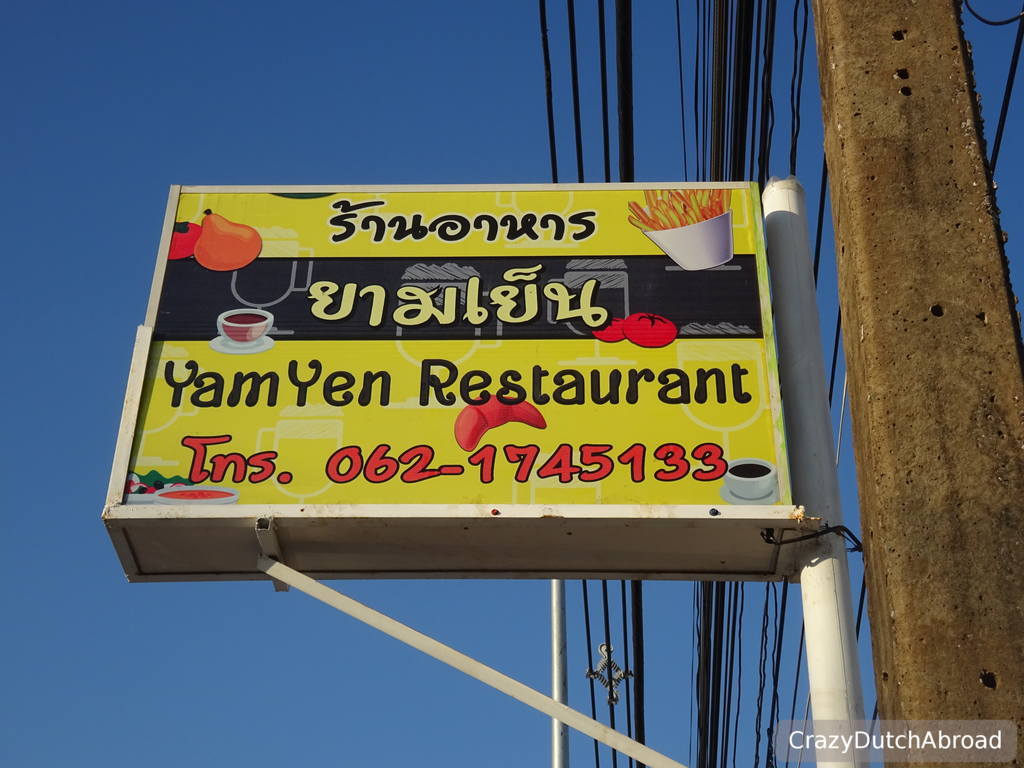 ร้านอาหาร
ยามเย็น
YamYen Restaurant
โทร. 062-1745133
CrazyDutchAbroad